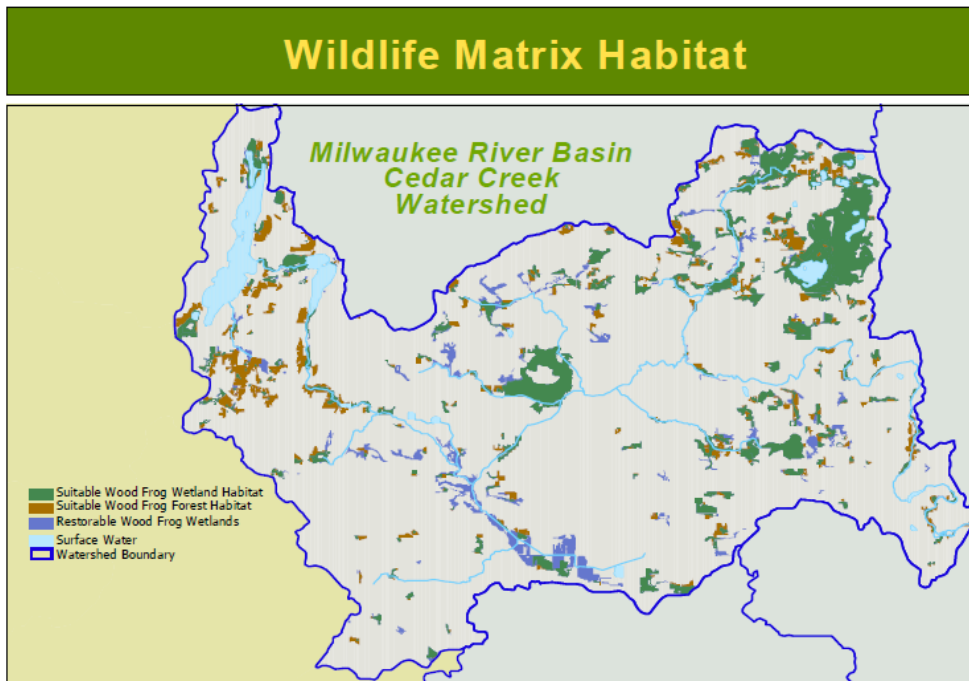 Wildlife Matrix Habitat
Milwaukee River Basin
Cedar Creek
Watershed
Suitable Wood Frog Wetland Habitat
Suitable Wood Frog Forest Habitat
Restorable Wood Frog Wetlands
Surface Water
Watershed Boundary